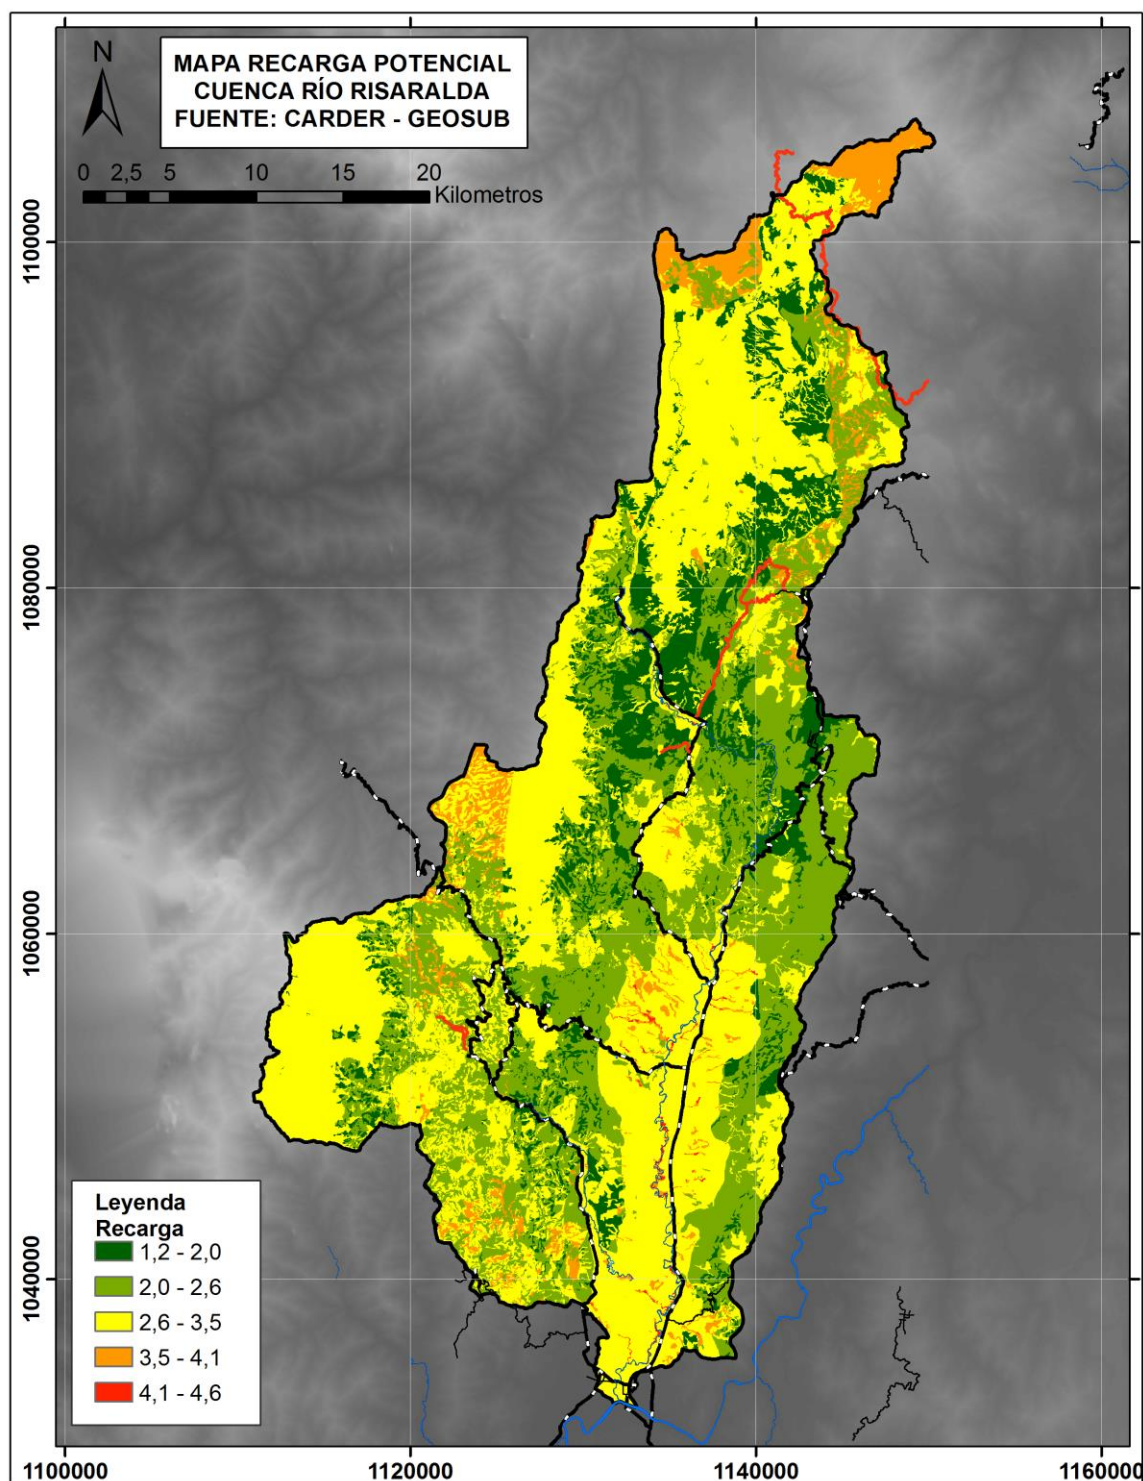 N
MAPA RECARGA POTENCIAL
CUENCA RÍO RISARALDA
FUENTE: CARDER - GEOSUB
0 2,5 5 10 15 20
Kilometros
1100000
1080000
1060000
1040000
Leyenda
Recarga
1,2 - 2,0
2,0 - 2,6
2,6 - 3,5
3,5 - 4,1
4,1 - 4,6
1100000 1120000 1140000 1160000